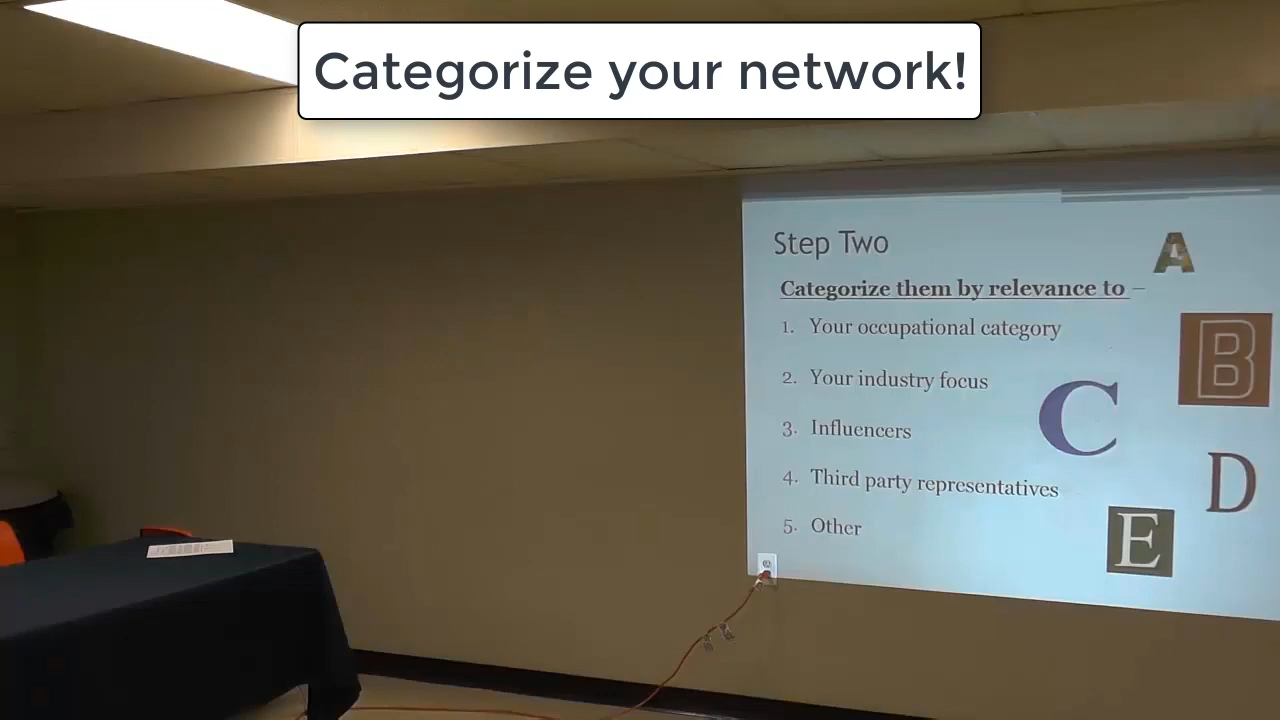 Categorize your network!
Step Two
Categorize them by relevance to –
1. Your occupational category
2. Your industry focus
3. Influencers
4. Third party representatives
5. Other
A
B
C
D
E